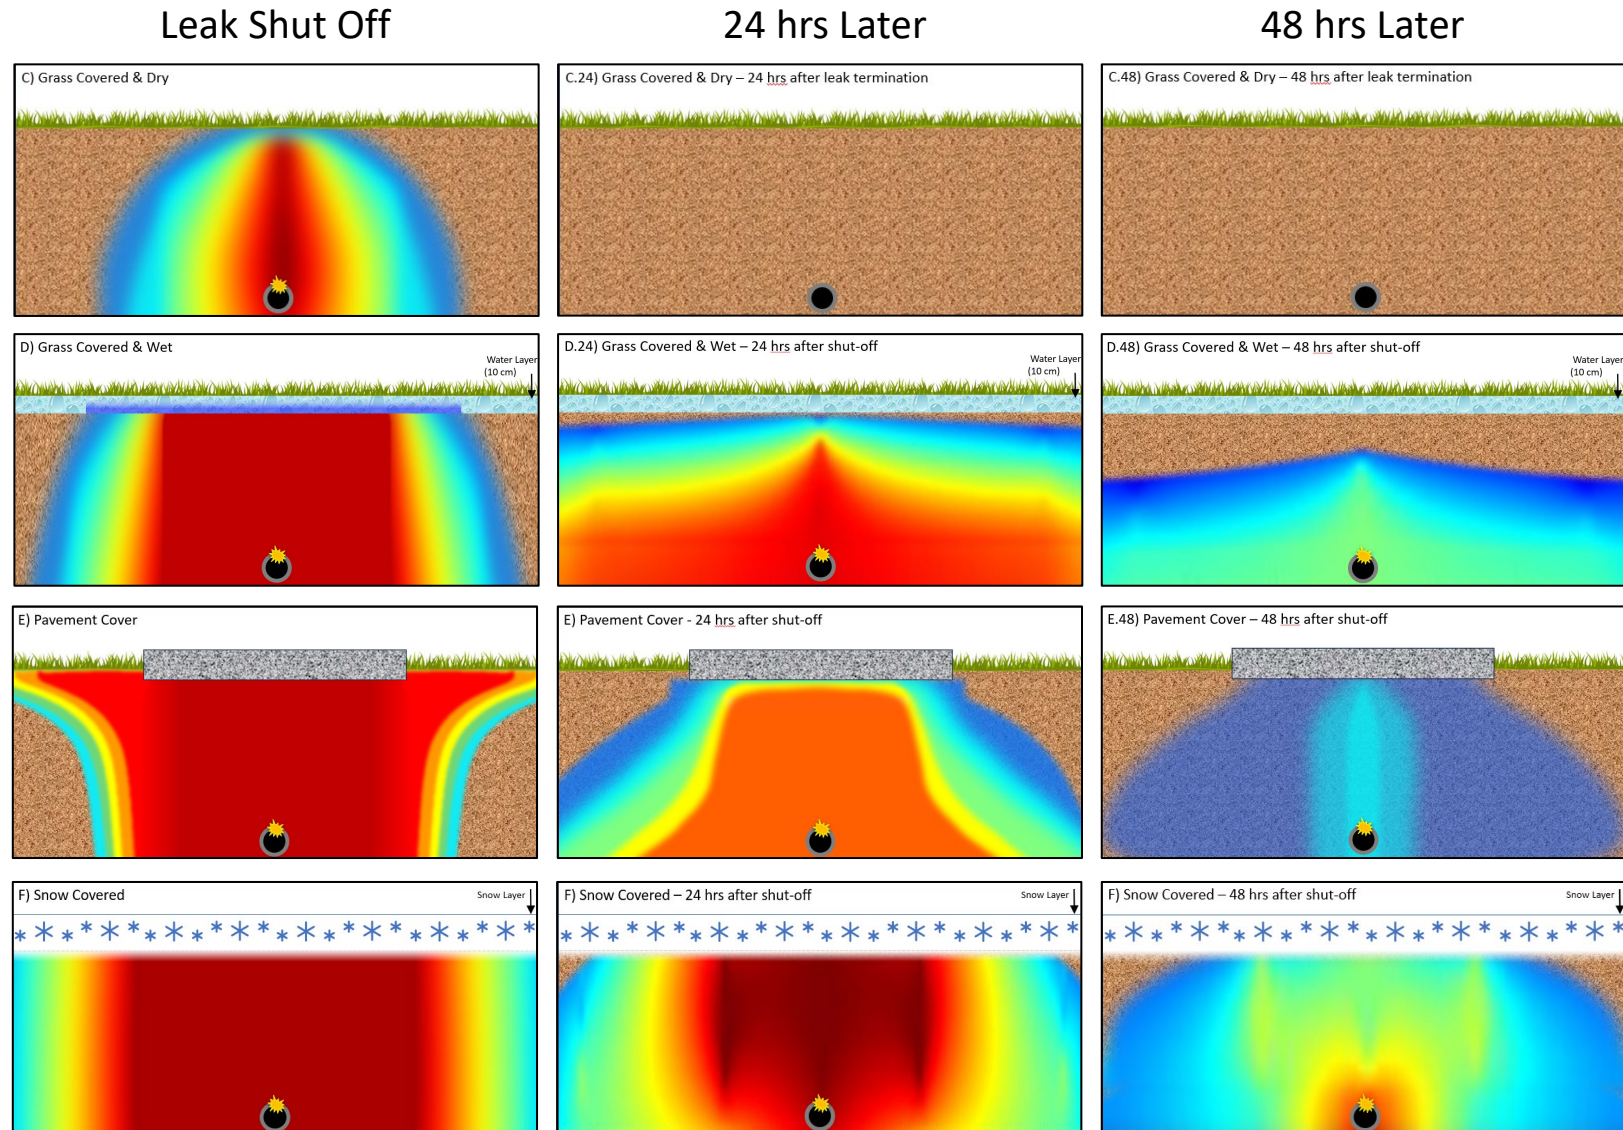 Leak Shut Off
24 hrs Later
48 hrs Later
C) Grass Covered & Dry
C.24) Grass Covered & Dry – 24 hrs after leak termination
C.48) Grass Covered & Dry – 48 hrs after leak termination
D) Grass Covered & Wet
Water Layer
(10 cm)
D.24) Grass Covered & Wet – 24 hrs after shut-off
Water Layer
(10 cm)
D.48) Grass Covered & Wet – 48 hrs after shut-off
Water Layer
(10 cm)
E) Pavement Cover
E) Pavement Cover - 24 hrs after shut-off
E.48) Pavement Cover – 48 hrs after shut-off
F) Snow Covered
Snow Layer
F) Snow Covered – 24 hrs after shut-off
Snow Layer
F) Snow Covered – 48 hrs after shut-off
Snow Layer